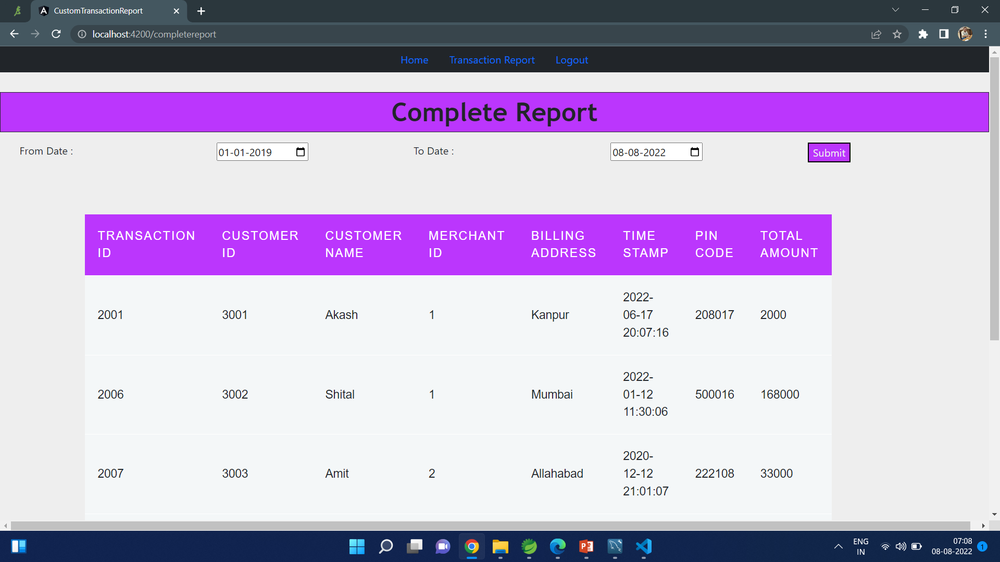 CustomTransactionReport
localhost:4200/completereport
Home Transaction Report Logout
Complete Report
From Date : 01-01-2019 To Date : 08-08-2022 Submit
TRANSACTION ID CUSTOMER ID CUSTOMER NAME MERCHANT ID BILLING ADDRESS TIME STAMP PIN CODE TOTAL AMOUNT
2001 3001 Akash 1 Kanpur 2022-06-17 20:07:16 208017 2000
2006 3002 Shital 1 Mumbai 2022-01-12 11:30:06 500016 168000
2007 3003 Amit 2 Allahabad 2020-12-12 21:01:07 222108 33000
ENG
IN
07:08
08-08-2022
1